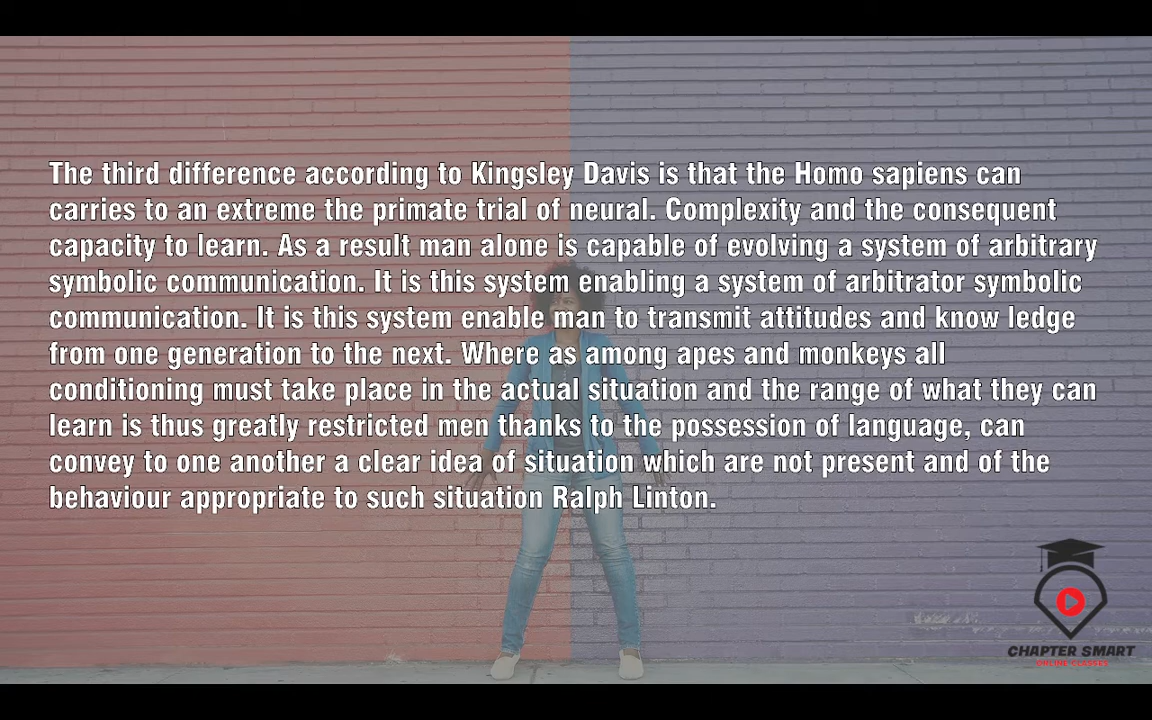 The third difference according to Kingsley Davis is that the Homo sapiens can
carries to an extreme the primate trial of neural. Complexity and the consequent
capacity to learn. As a result man alone is capable of evolving a system of arbitrary
symbolic communication. It is this system enabling a system of arbitrator symbolic
communication. It is this system enable man to transmit attitudes and know ledge
from one generation to the next. Where as among apes and monkeys all
conditioning must take place in the actual situation and the range of what they can
learn is thus greatly restricted men thanks to the possession of language, can
convey to one another a clear idea of situation which are not present and of the
behaviour appropriate to such situation Ralph Linton.
CHAPTER SMART
ONLINE CLASSES